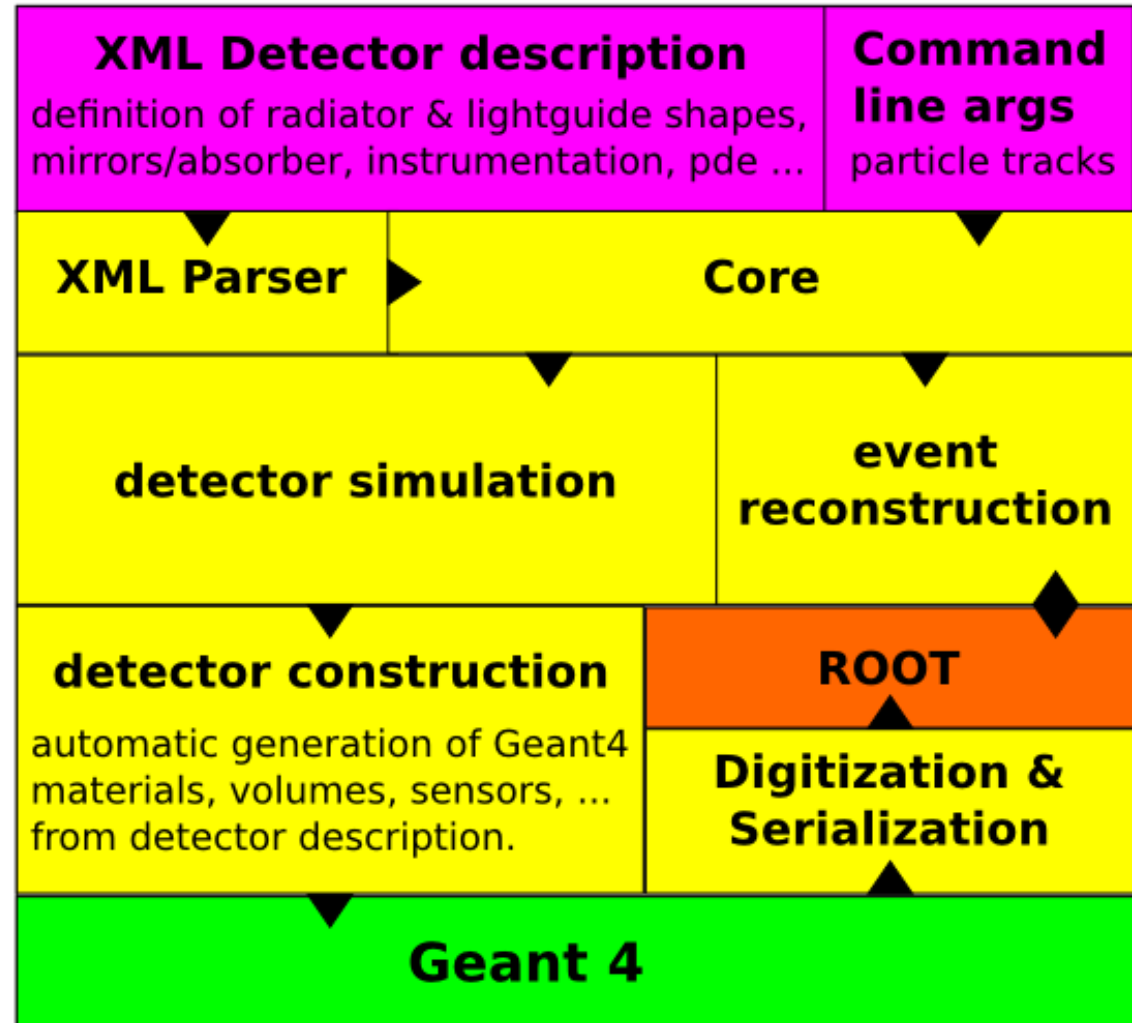 XML Detector description
definition of radiator & lightguide shapes,
mirrors/absorber, instrumentation, pde ...
Command
line args
particle tracks
XML Parser
Core
detector simulation
event
reconstruction
detector construction
automatic generation of Geant4
materials, volumes, sensors, ...
from detector description.
ROOT
Digitization &
Serialization
Geant 4